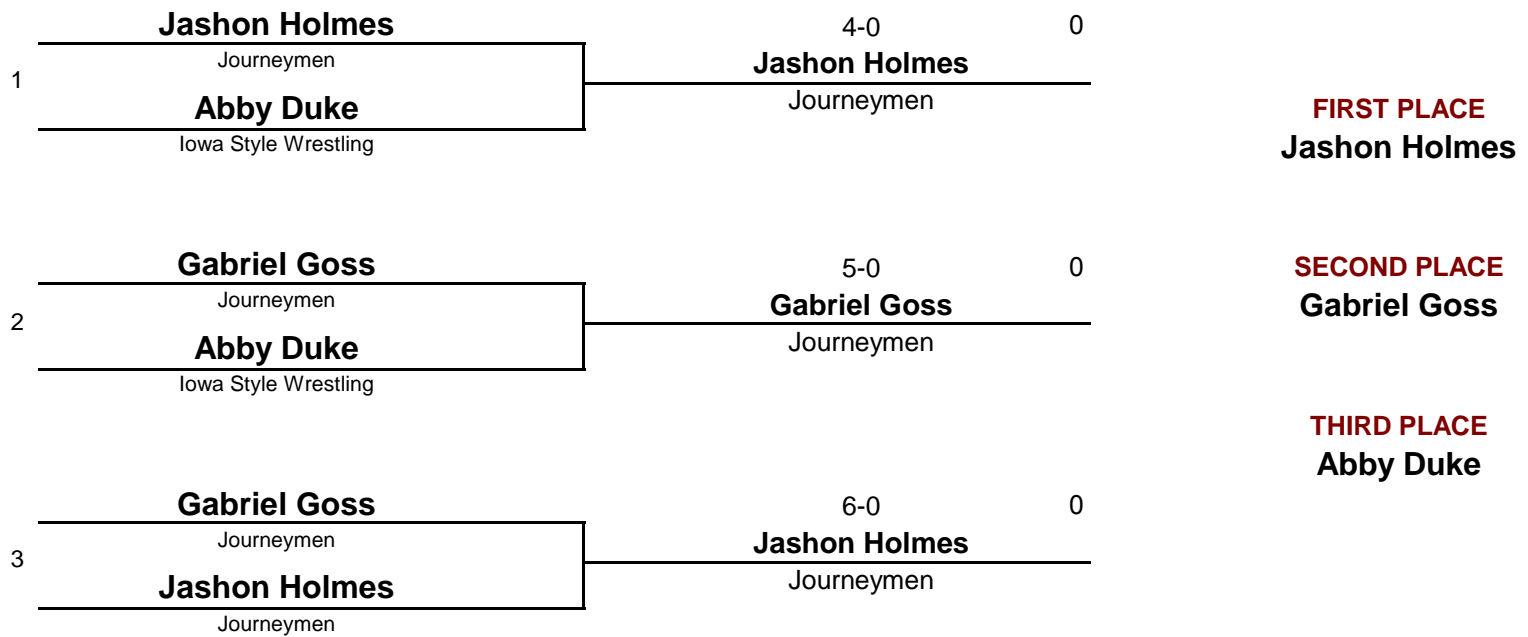 Jashon Holmes
Journeymen
1
Abby Duke
Iowa Style Wrestling
4-0 0
Jashon Holmes
Journeymen
Gabriel Goss
Journeymen
2
Abby Duke
Iowa Style Wrestling
5-0 0
Gabriel Goss
Journeymen
Gabriel Goss
Journeymen
3
Jashon Holmes
Journeymen
6-0 0
Jashon Holmes
Journeymen
FIRST PLACE
Jashon Holmes
SECOND PLACE
Gabriel Goss
THIRD PLACE
Abby Duke